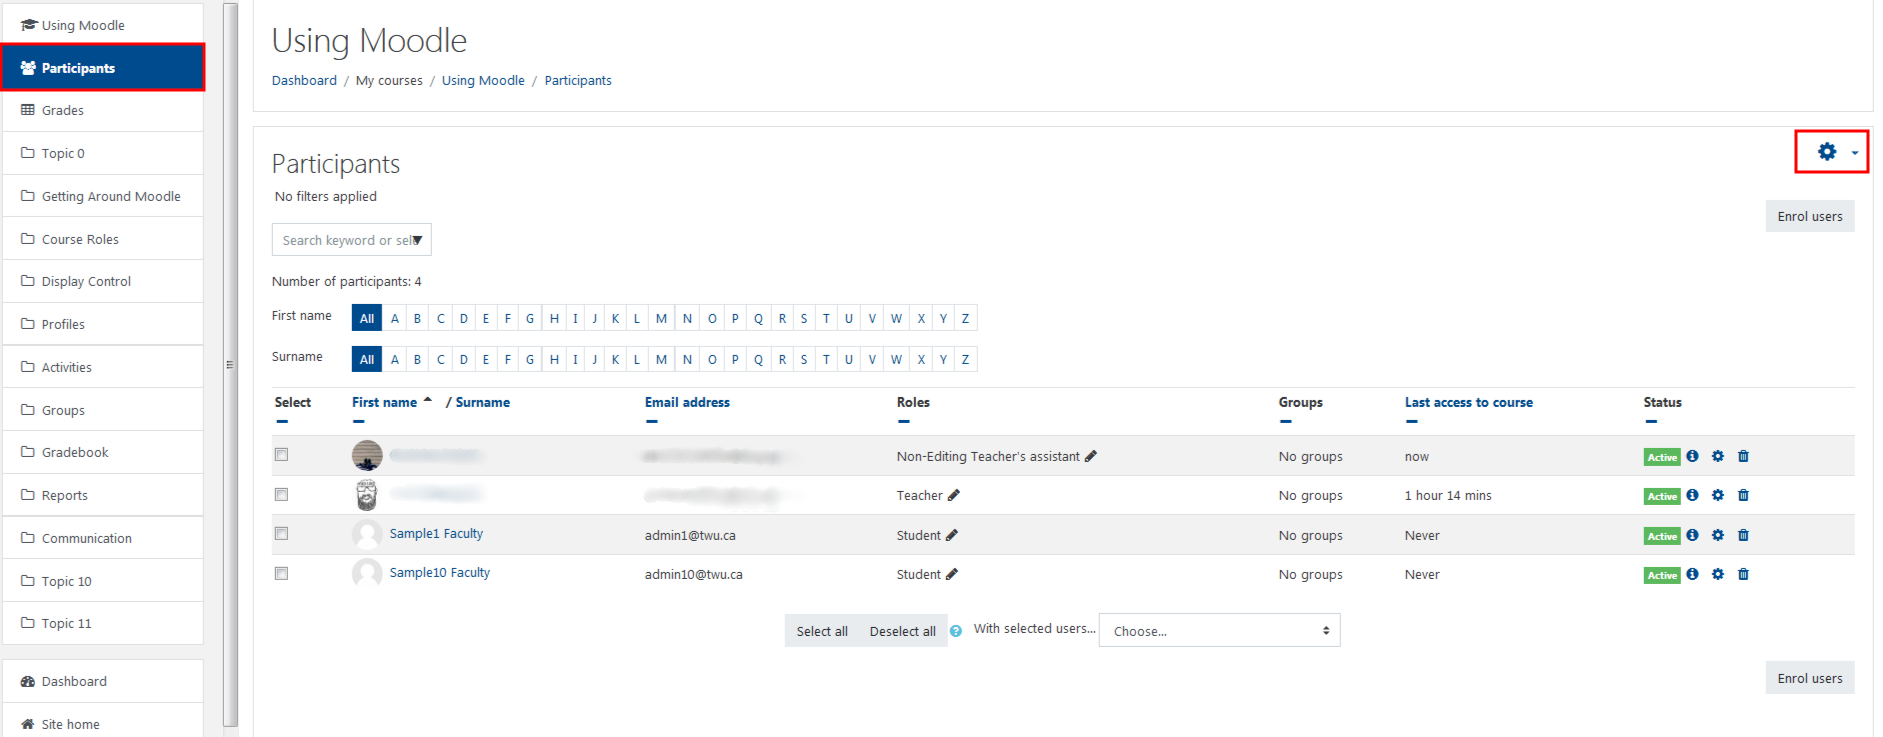 Using Moodle
Participants
Grades
Topic 0
Getting Around Moodle
Course Roles
Display Control
Profiles
Activities
Groups
Gradebook
Reports
Communication
Topic 10
Topic 11
Dashboard
Site home
Using Moodle
Dashboard / My courses / Using Moodle / Participants
Participants
No filters applied
Enrol users
Search keyword or sele
Number of participants: 4
First name All A B C D E F G H I J K L M N O P Q R S T U V W X Y Z
Surname All A B C D E F G H I J K L M N O P Q R S T U V W X Y Z
Select First name / Surname Email address Roles Groups Last access to course Status
Non-Editing Teacher's assistant No groups now Active
Teacher No groups 1 hour 14 mins Active
Sample1 Faculty admin1@twu.ca Student No groups Never Active
Sample10 Faculty admin10@twu.ca Student No groups Never Active
Select all Deselect all ? With selected users... Choose...
Enrol users